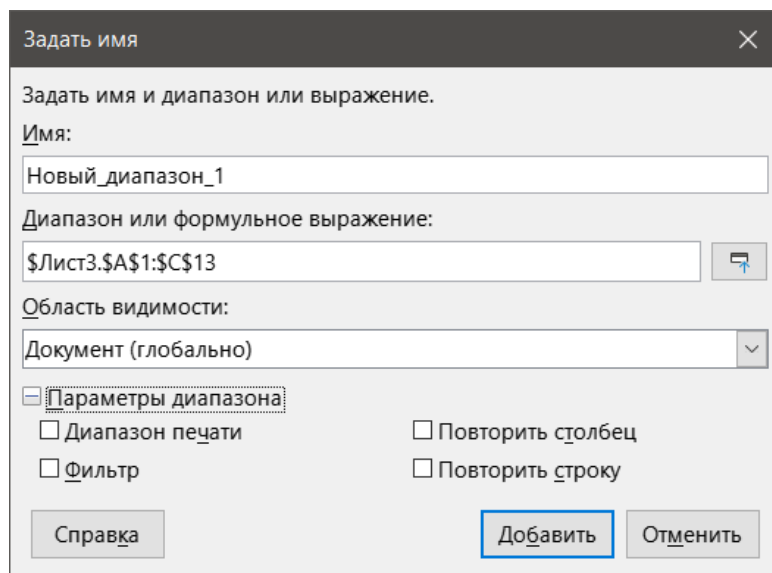 Задать имя
Задать имя и диапазон или выражение.
Имя:
Новый_диапазон_1
Диапазон или формульное выражение:
$Лист3.$A$1:$C$13
Область видимости:
Документ (глобально)
Параметры диапазона
Диапазон печати Повторить столбец
Фильтр Повторить строку
Справка Добавить Отменить